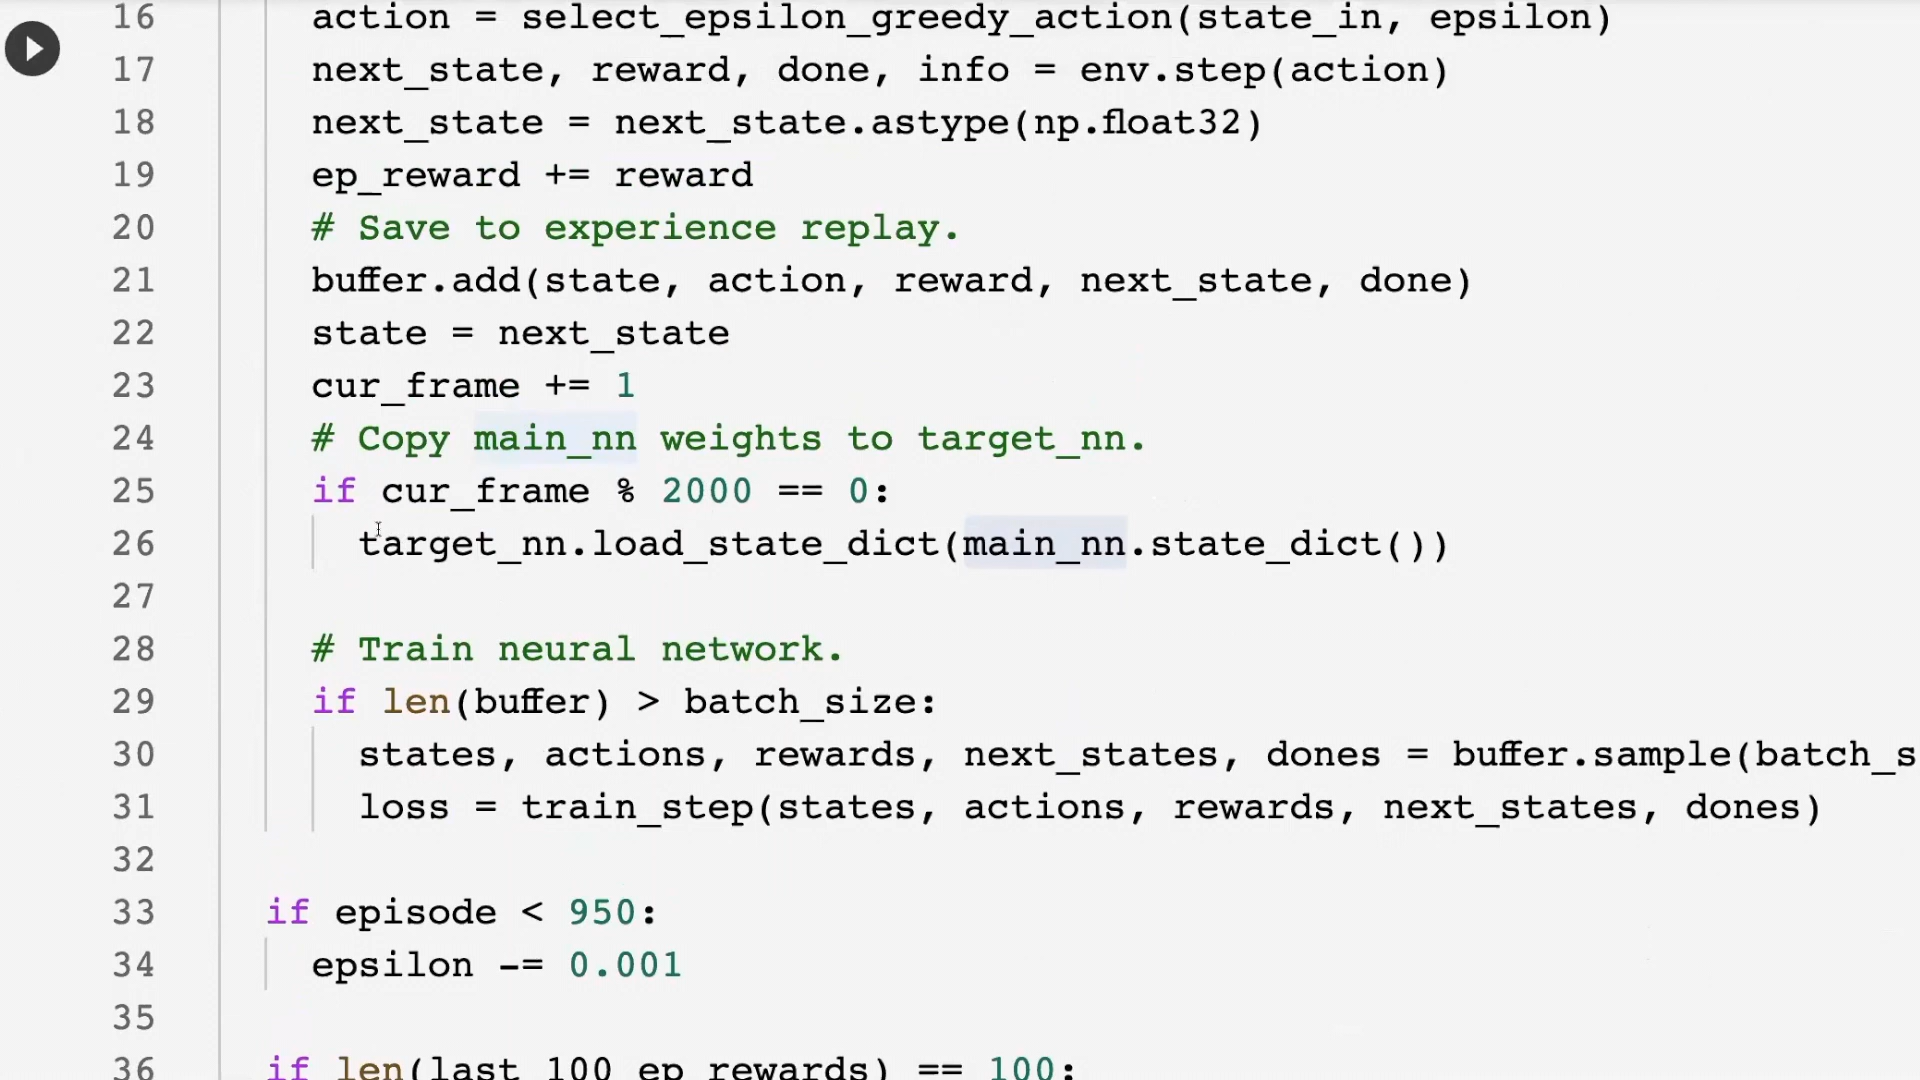 16 action = select_epsilon_greedy_action(state_in, epsilon)
17 next_state, reward, done, info = env.step(action)
18 next_state = next_state.astype(np.float32)
19 ep_reward += reward
20 # Save to experience replay.
21 buffer.add(state, action, reward, next_state, done)
22 state = next_state
23 cur_frame += 1
24 # Copy main_nn weights to target_nn.
25 if cur_frame % 2000 == 0:
26 target_nn.load_state_dict(main_nn.state_dict())
27
28 # Train neural network.
29 if len(buffer) > batch_size:
30 states, actions, rewards, next_states, dones = buffer.sample(batch_s
31 loss = train_step(states, actions, rewards, next_states, dones)
32
33 if episode < 950:
34 epsilon -= 0.001
35
36 if len(last_100_ep_rewards) == 100: